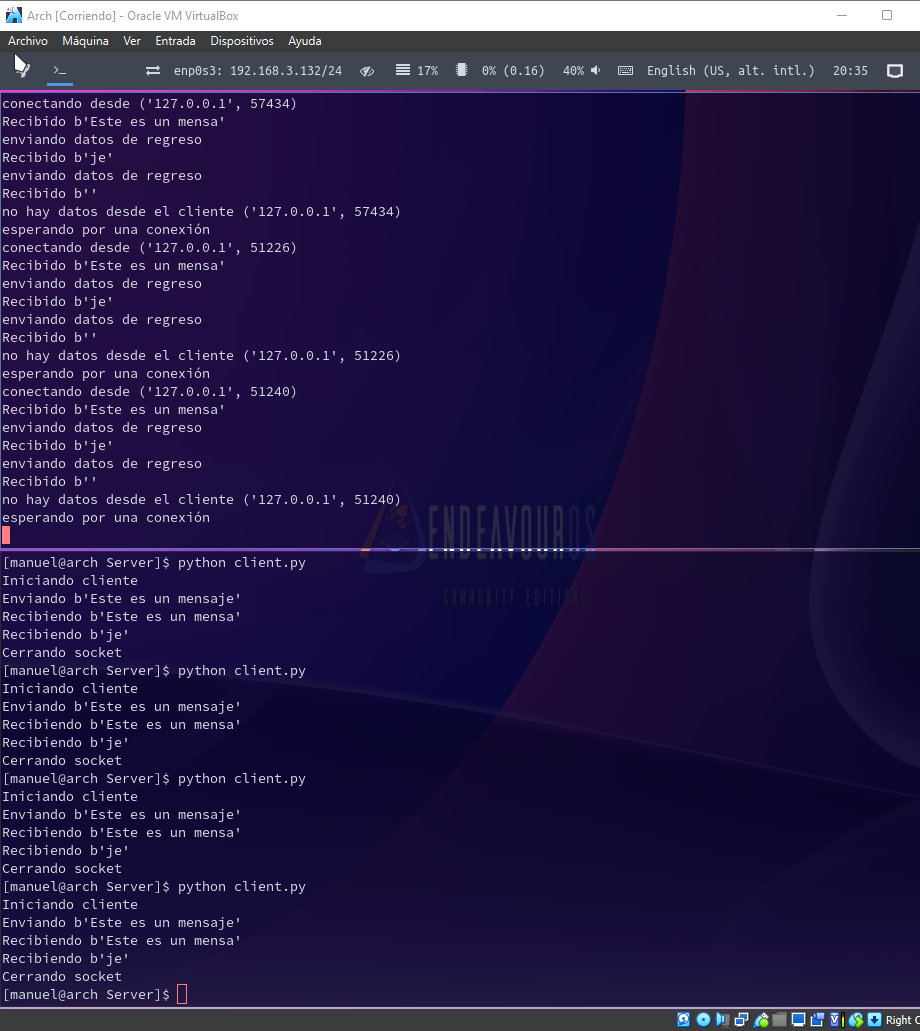 Arch [Corriendo] - Oracle VM VirtualBox
Archivo Máquina Ver Entrada Dispositivos Ayuda
>_ enp0s3: 192.168.3.132/24 17% 0% (0.16) 40% English (US, alt. intl.) 20:35
conectando desde ('127.0.0.1', 57434)
Recibido b'Este es un mensa'
enviando datos de regreso
Recibido b'je'
enviando datos de regreso
Recibido b''
no hay datos desde el cliente ('127.0.0.1', 57434)
esperando por una conexión
conectando desde ('127.0.0.1', 51226)
Recibido b'Este es un mensa'
enviando datos de regreso
Recibido b'je'
enviando datos de regreso
Recibido b''
no hay datos desde el cliente ('127.0.0.1', 51226)
esperando por una conexión
conectando desde ('127.0.0.1', 51240)
Recibido b'Este es un mensa'
enviando datos de regreso
Recibido b'je'
enviando datos de regreso
Recibido b''
no hay datos desde el cliente ('127.0.0.1', 51240)
esperando por una conexión
ENDEAVOUROS
COMMUNITY EDITION
[manuel@arch Server]$ python client.py
Iniciando cliente
Enviando b'Este es un mensaje'
Recibiendo b'Este es un mensa'
Recibiendo b'je'
Cerrando socket
[manuel@arch Server]$ python client.py
Iniciando cliente
Enviando b'Este es un mensaje'
Recibiendo b'Este es un mensa'
Recibiendo b'je'
Cerrando socket
[manuel@arch Server]$ python client.py
Iniciando cliente
Enviando b'Este es un mensaje'
Recibiendo b'Este es un mensa'
Recibiendo b'je'
Cerrando socket
[manuel@arch Server]$ python client.py
Iniciando cliente
Enviando b'Este es un mensaje'
Recibiendo b'Este es un mensa'
Recibiendo b'je'
Cerrando socket
[manuel@arch Server]$
Right C